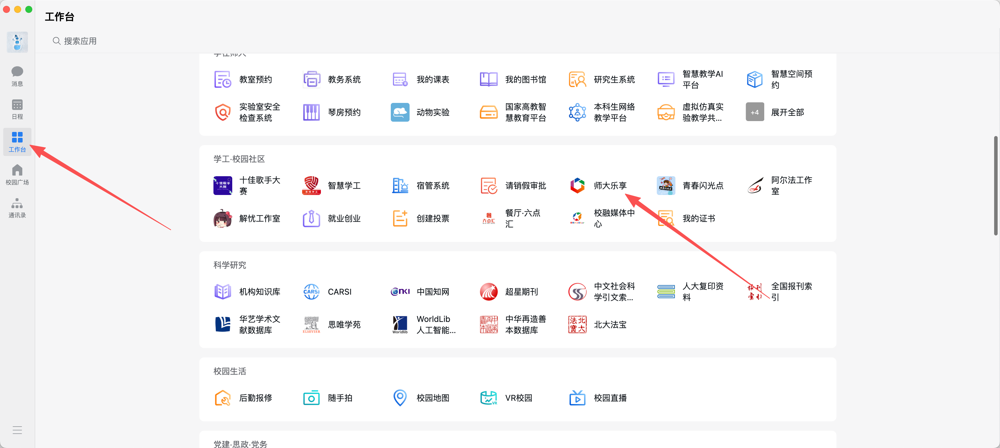 工作台
搜索应用
消息
日程
工作台
校园广场
通讯录
教室预约
教务系统
我的课表
我的图书馆
研究生系统
智慧教学AI
平台
智慧空间预
约
实验室安全
检查系统
琴房预约
动物实验
国家高教智
慧教育平台
本科生网络
教学平台
虚拟仿真实
验教学共...
+4
展开全部
学工·校园社区
十佳歌手
大赛
十佳歌手大
赛
智慧学工
宿管系统
请销假审批
师大乐享
青春闪光点
青春闪光点
阿尔法工作
室
解忧工作室
就业创业
创建投票
六点汇
餐厅·六点
汇
校融媒体中
心
我的证书
科学研究
机构知识库
CARSI
CARSI
CNKI
中国知网
超星期刊
中文社会科
学引文索...
人大复印资
料
报刊
索引
全国报刊索
引
华艺学术文
献数据库
ELSEVIER
思唯学苑
Worldlib
WorldLib
人工智能...
中华再造善
本数据库
北大
法寶
北大法宝
校园生活
后勤报修
随手拍
校园地图
VR
VR校园
校园直播
党建·思政·党务